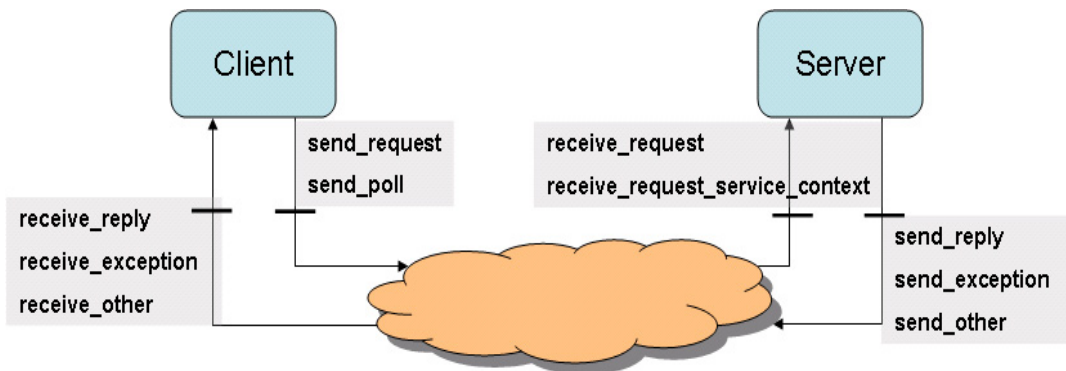 Client
Server
send_request
send_poll
receive_request
receive_request_service_context
receive_reply
receive_exception
receive_other
send_reply
send_exception
send_other